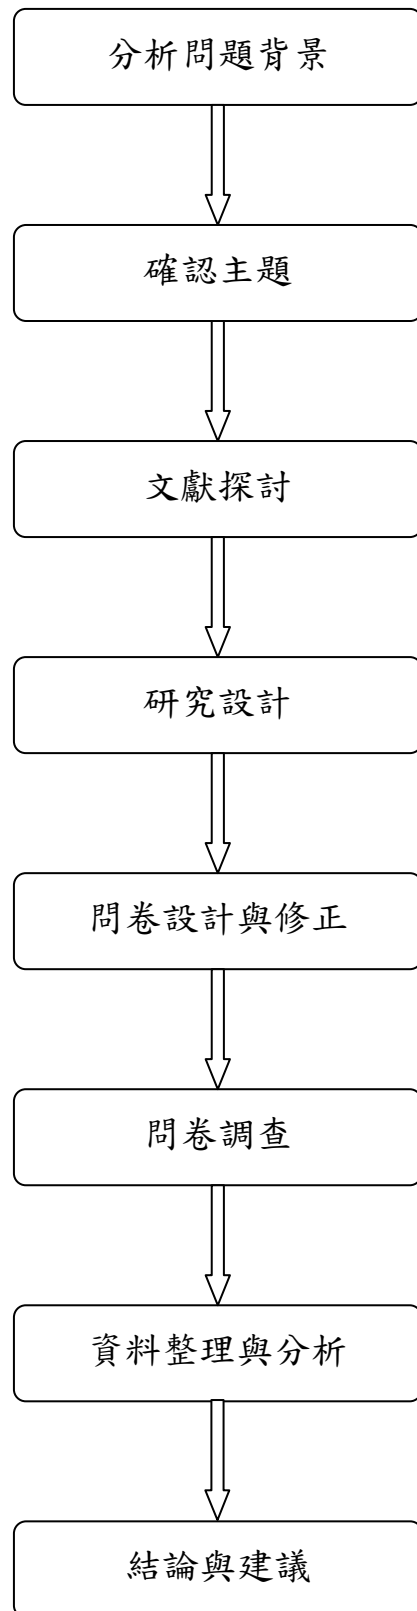 分析問題背景
確認主題
文獻探討
研究設計
問卷設計與修正
問卷調查
資料整理與分析
結論與建議